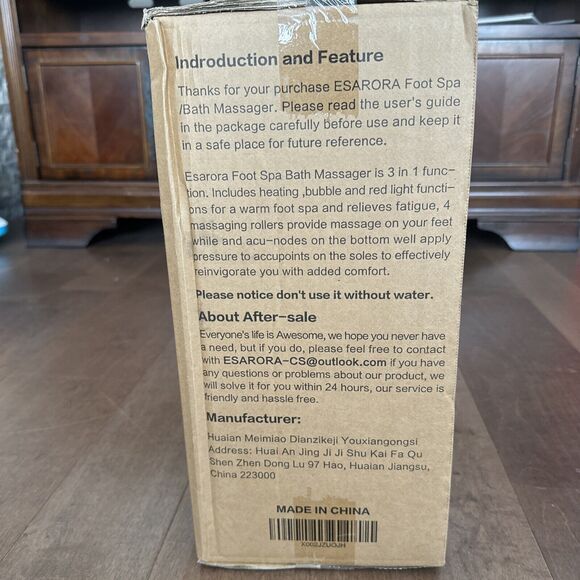 Indroduction and Feature
Thanks for your purchase ESARORA Foot Spa
/Bath Massager. Please read the user's guide
in the package carefully before use and keep it
in a safe place for future reference.
Esarora Foot Spa Bath Massager is 3 in 1 func-
tion. Includes heating ,bubble and red light functi-
ons for a warm foot spa and relieves fatigue, 4
massaging rollers provide massage on your feet
while and acu-nodes on the bottom well apply
pressure to accupoints on the soles to effectively
reinvigorate you with added comfort.
Please notice don't use it without water.
About After-sale
Everyone's life is Awesome, we hope you never have
a need, but if you do, please feel free to contact
with ESARORA-CS@outlook.com if you have
any questions or problems about our product, we
will solve it for you within 24 hours, our service is
friendly and hassle free.
Manufacturer:
Huaian Meimiao Dianzikeji Youxiangongsi
Address: Huai An Jing Ji Ji Shu Kai Fa Qu
Shen Zhen Dong Lu 97 Hao, Huaian Jiangsu,
China 223000
MADE IN CHINA
X002JZUOJH